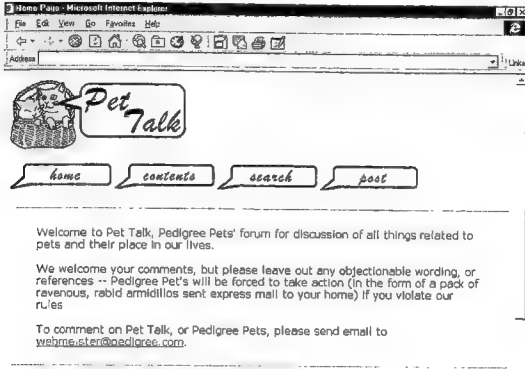 Home Page - Microsoft Internet Explorer
File Edit View Go Favorites Help
Address
Links
Pet
Talk
home contents search post
Welcome to Pet Talk, Pedigree Pets' forum for discussion of all things related to
pets and their place in our lives.
We welcome your comments, but please leave out any objectionable wording, or
references -- Pedigree Pet's will be forced to take action (in the form of a pack of
ravenous, rabid armidillos sent express mail to your home) if you violate our
rules
To comment on Pet Talk, or Pedigree Pets, please send email to
webmeister@pedigree.com.